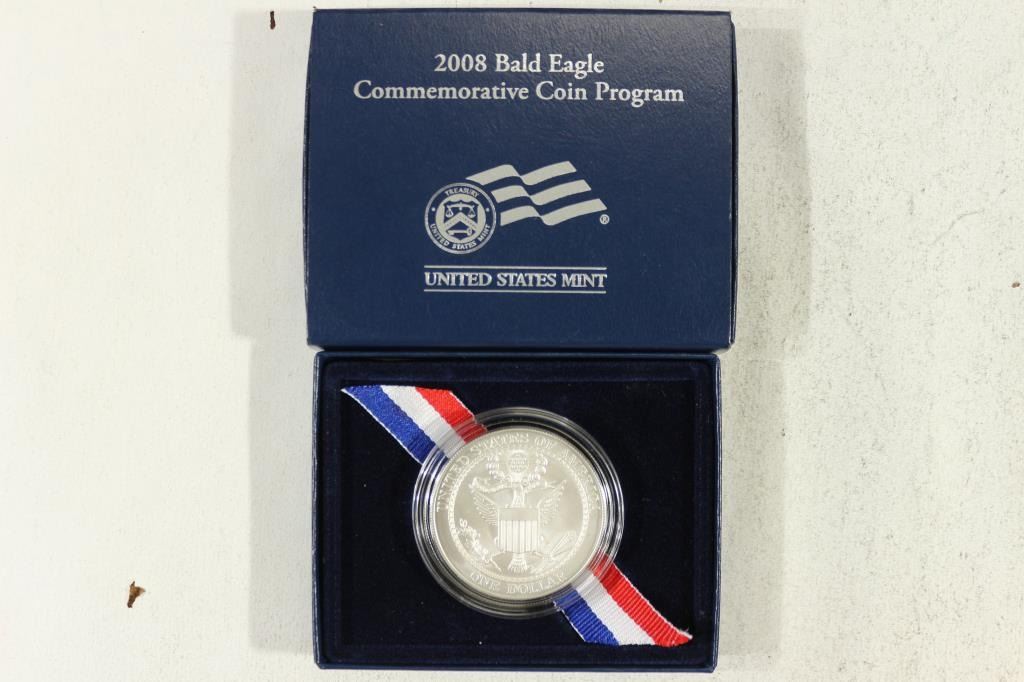 2008 Bald Eagle
Commemorative Coin Program
TREASURY
UNITED STATES MINT
®
UNITED STATES MINT
UNITED STATES OF AMERICA
ONE DOLLAR